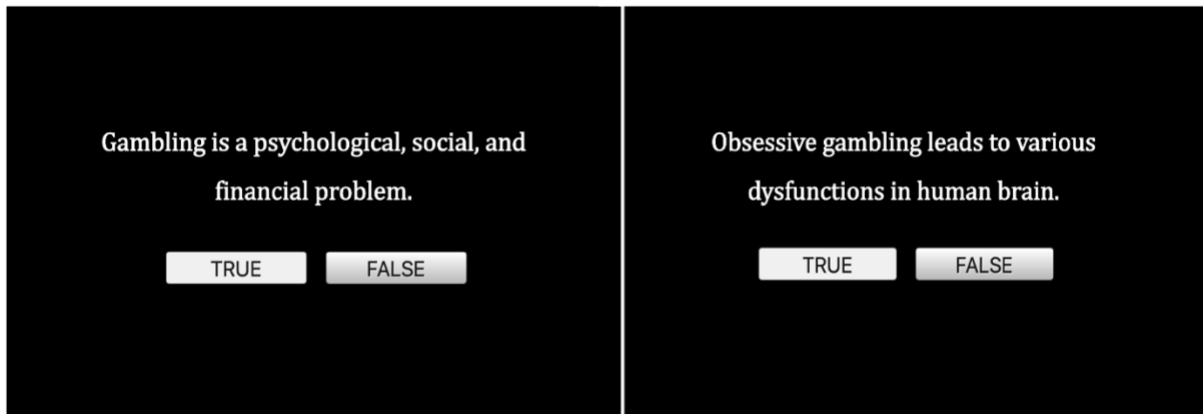 Gambling is a psychological, social, and
financial problem.
TRUE FALSE
Obsessive gambling leads to various
dysfunctions in human brain.
TRUE FALSE